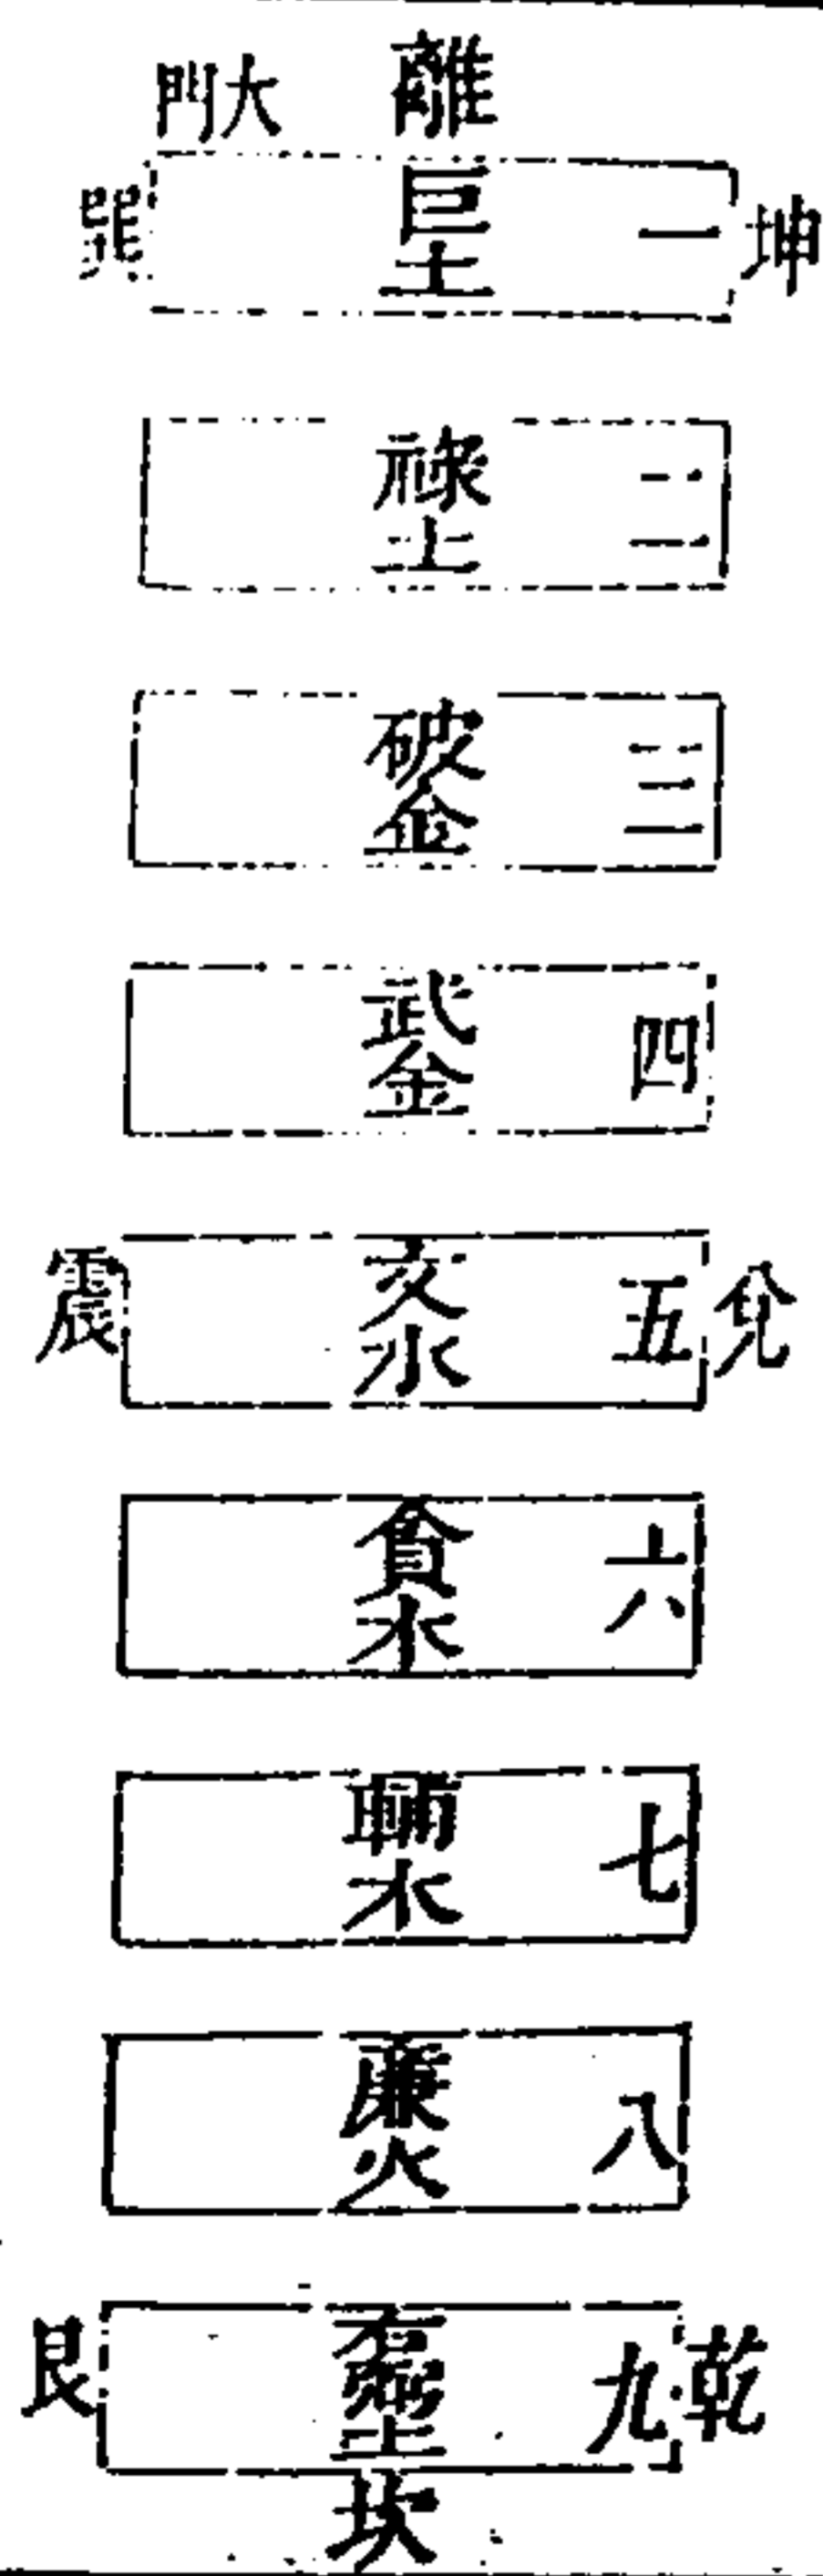 離 大門
坤 一 巨土 巽
二 祿土
三 破金
四 武金
兌 五 文水 震
六 貪木
七 輔木
八 廉火
乾 九 右弼土 艮
坎